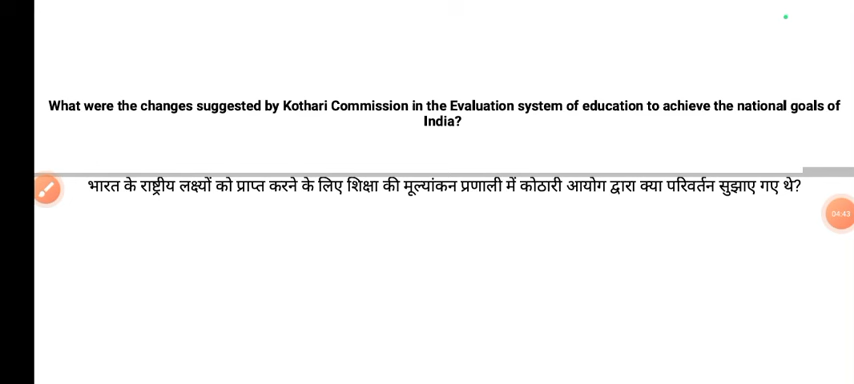 What were the changes suggested by Kothari Commission in the Evaluation system of education to achieve the national goals of
India?
भारत के राष्ट्रीय लक्ष्यों को प्राप्त करने के लिए शिक्षा की मूल्यांकन प्रणाली में कोठारी आयोग द्वारा क्या परिवर्तन सुझाए गए थे?
04:43